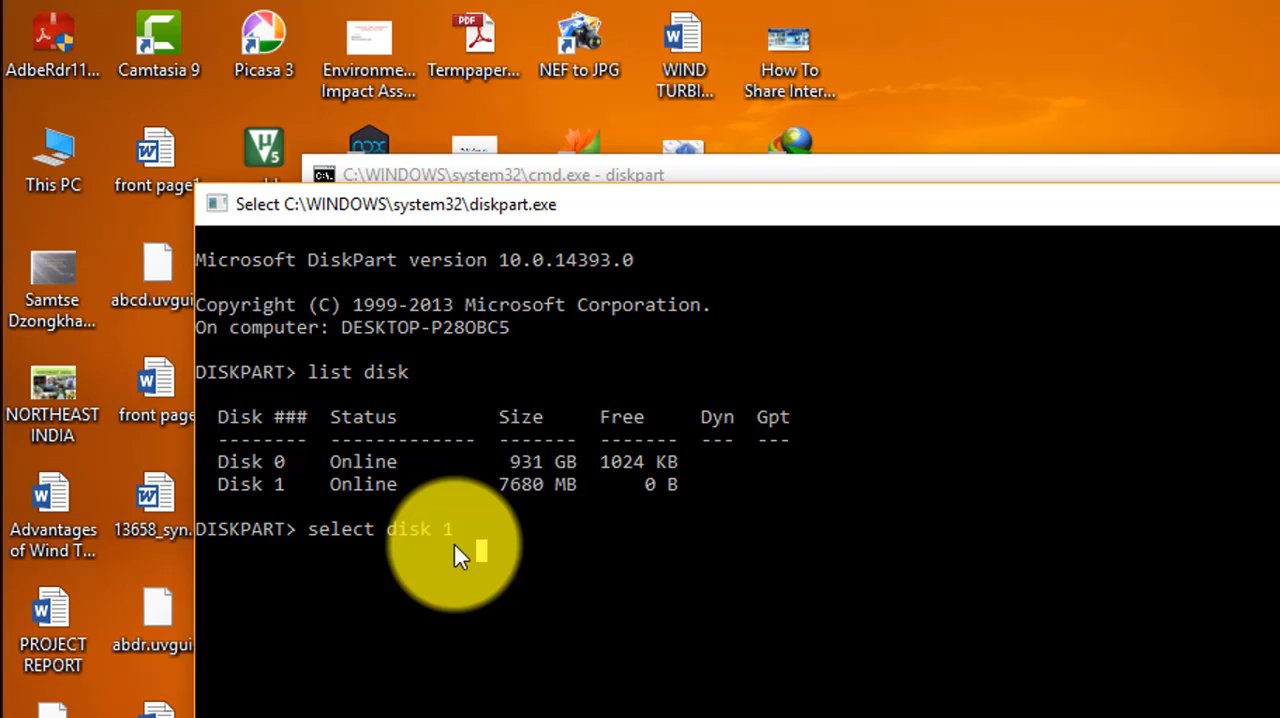 AdbeRdr11...
Camtasia 9
Picasa 3
Environme...
Impact Ass...
PDF
Termpaper...
NEF to JPG
WIND
TURBI...
How To
Share Inter...
This PC
front page1
C:\WINDOWS\system32\cmd.exe - diskpart
Select C:\WINDOWS\system32\diskpart.exe
Microsoft DiskPart version 10.0.14393.0
Copyright (C) 1999-2013 Microsoft Corporation.
On computer: DESKTOP-P28OBC5
DISKPART> list disk
Disk ### Status Size Free Dyn Gpt
-------- ------------- ------- ------- --- ---
Disk 0 Online 931 GB 1024 KB
Disk 1 Online 7680 MB 0 B
DISKPART> select disk 1
Samtse
Dzongkha...
abcd.uvgui
NORTHEAST
INDIA
front page
Advantages
of Wind T...
13658_syn.
PROJECT
REPORT
abdr.uvgui